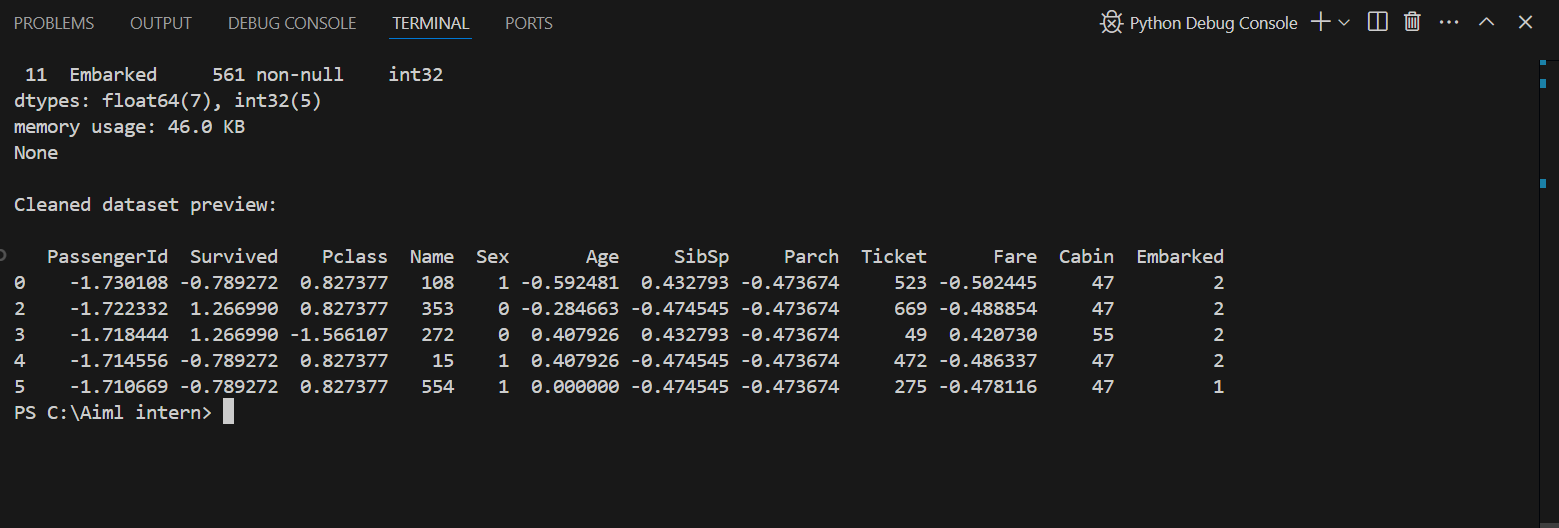 PROBLEMS OUTPUT DEBUG CONSOLE TERMINAL PORTS Python Debug Console
11  Embarked     561 non-null    int32
dtypes: float64(7), int32(5)
memory usage: 46.0 KB
None
Cleaned dataset preview:
   PassengerId  Survived    Pclass  Name  Sex       Age     SibSp     Parch  Ticket      Fare  Cabin  Embarked
0    -1.730108 -0.789272  0.827377   108    1 -0.592481  0.432793 -0.473674     523 -0.502445     47         2
2    -1.722332  1.266990  0.827377   353    0 -0.284663 -0.474545 -0.473674     669 -0.488854     47         2
3    -1.718444  1.266990 -1.566107   272    0  0.407926  0.432793 -0.473674      49  0.420730     55         2
4    -1.714556 -0.789272  0.827377    15    1  0.407926 -0.474545 -0.473674     472 -0.486337     47         2
5    -1.710669 -0.789272  0.827377   554    1  0.000000 -0.474545 -0.473674     275 -0.478116     47         1
PS C:\Aiml intern>